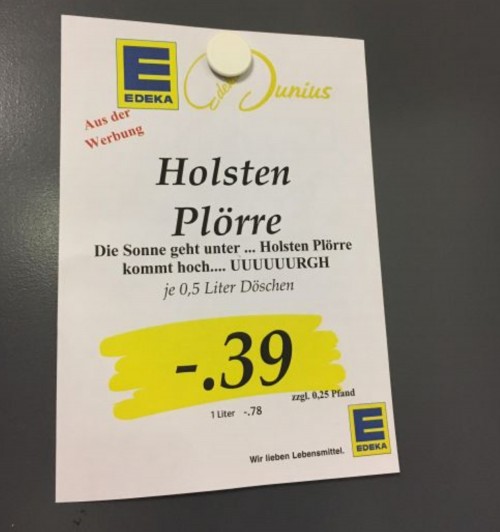 EDEKA
Junius
Aus der
Werbung
Holsten
Plörre
Die Sonne geht unter ... Holsten Plörre
kommt hoch.... UUUUUURGH
je 0,5 Liter Döschen
-.39
zzgl. 0,25 Pfand
1 Liter -.78
Wir lieben Lebensmittel.
EDEKA